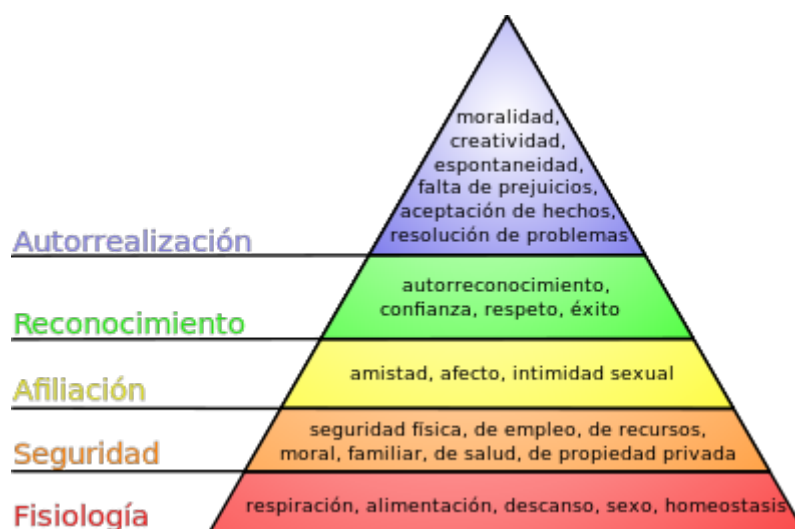 moralidad,
creatividad,
espontaneidad,
falta de prejuicios,
aceptación de hechos,
resolución de problemas
Autorrealización
autorreconocimiento,
confianza, respeto, éxito
Reconocimiento
amistad, afecto, intimidad sexual
Afiliación
seguridad física, de empleo, de recursos,
moral, familiar, de salud, de propiedad privada
Seguridad
respiración, alimentación, descanso, sexo, homeostasis
Fisiología